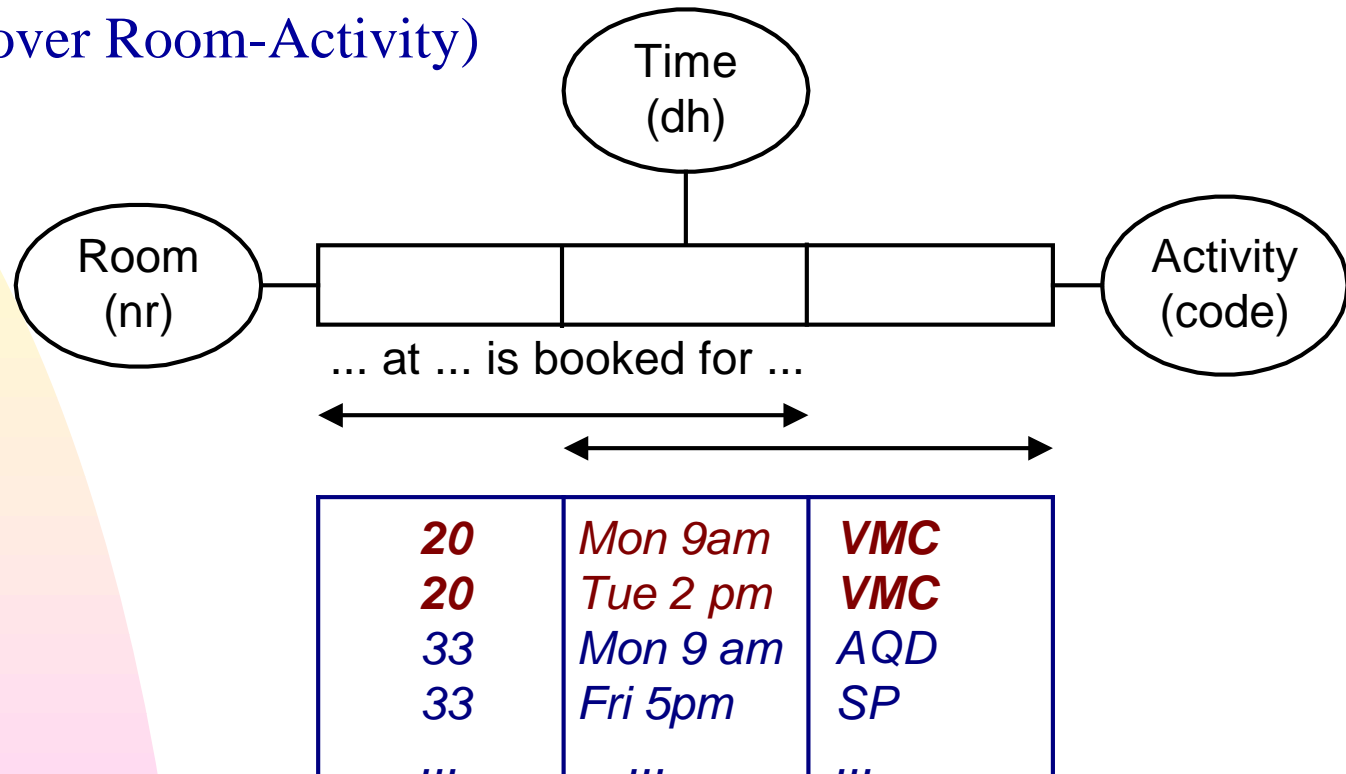 over Room-Activity)
Time
(dh)
Room
(nr)
Activity
(code)
... at ... is booked for ...
20 Mon 9am VMC
20 Tue 2 pm VMC
33 Mon 9 am AQD
33 Fri 5pm SP
... ... ...